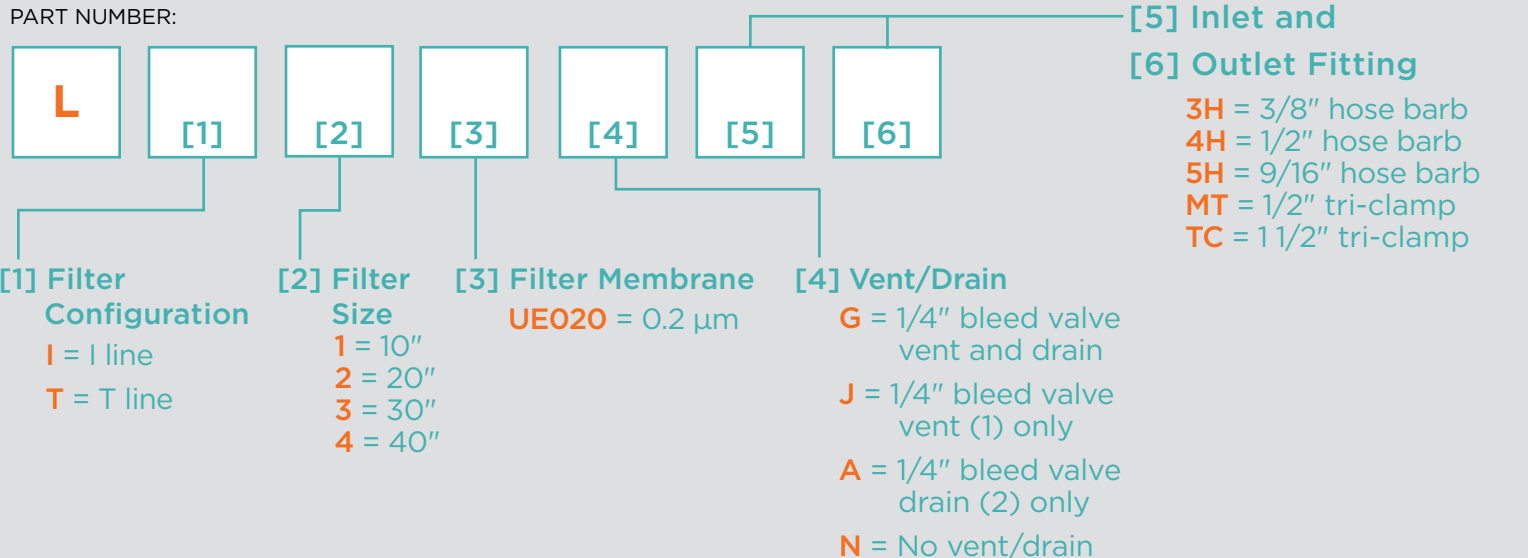 PART NUMBER:
L
[1]
[2]
[3]
[4]
[5]
[6]
[5] Inlet and
[6] Outlet Fitting
3H = 3/8" hose barb
4H = 1/2" hose barb
5H = 9/16" hose barb
MT = 1/2" tri-clamp
TC = 1 1/2" tri-clamp
[1] Filter
Configuration
I = I line
T = T line
[2] Filter
Size
1 = 10"
2 = 20"
3 = 30"
4 = 40"
[3] Filter Membrane
UE020 = 0.2 µm
[4] Vent/Drain
G = 1/4" bleed valve
vent and drain
J = 1/4" bleed valve
vent (1) only
A = 1/4" bleed valve
drain (2) only
N = No vent/drain